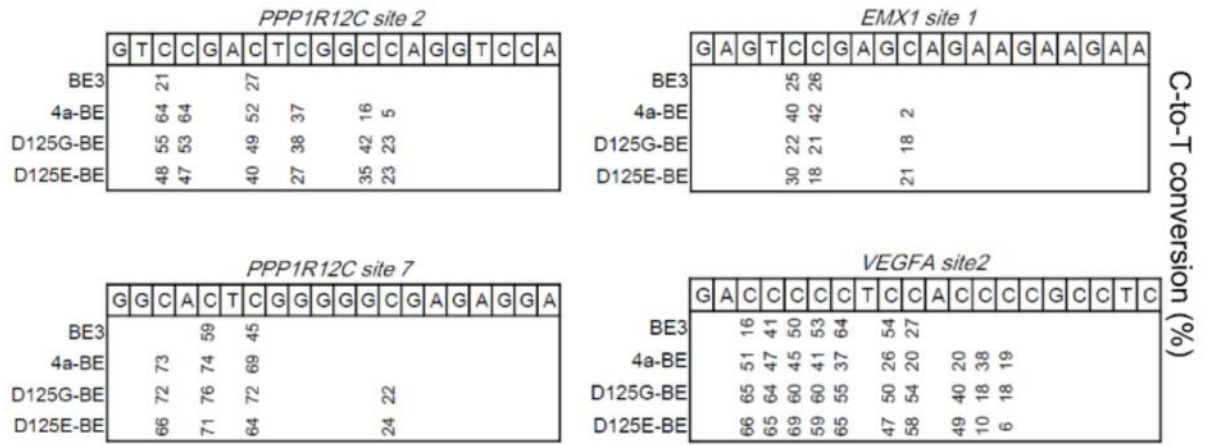 PPP1R12C site 2
G T C C G A C T C G G C C A G G T C C A
BE3 21 27
4a-BE 64 64 52 37 16 5
D125G-BE 55 53 49 38 42 23
D125E-BE 48 47 40 27 35 23
EMX1 site 1
G A G T C C G A G C A G A A G A A G A A
BE3 25 26
4a-BE 40 42 2
D125G-BE 22 21 18
D125E-BE 30 18 21
PPP1R12C site 7
G G C A C T C G G G G G C G A G A G G A
BE3 59 45
4a-BE 73 74 69
D125G-BE 72 76 72 22
D125E-BE 66 71 64 24
VEGFA site2
G A C C C C C T C C A C C C C G C C T C
BE3 16 41 50 53 64 54 27
4a-BE 51 47 45 41 37 26 20 20 38 19
D125G-BE 65 64 60 60 55 50 54 40 18 18
D125E-BE 66 65 69 59 65 47 58 49 10 6
C-to-T conversion (%)